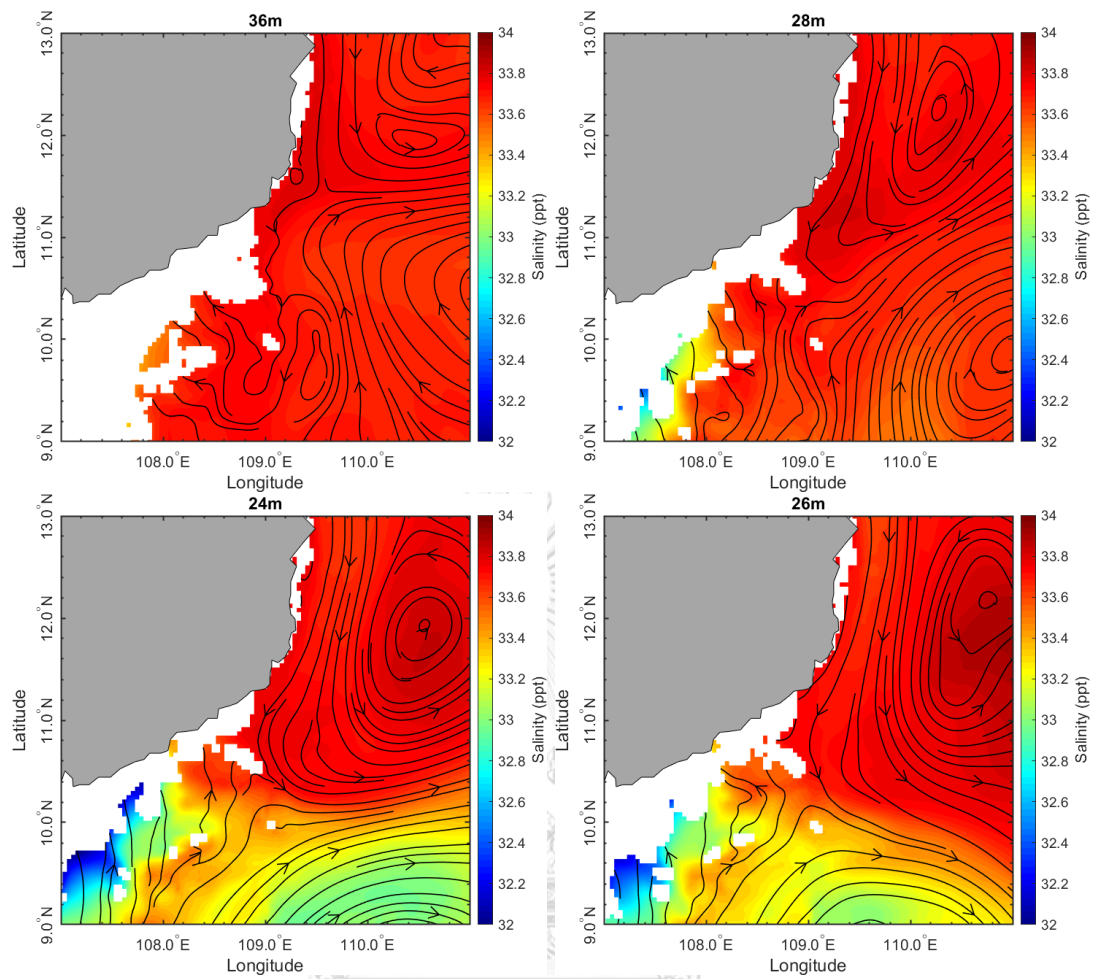 36m
13.0°N
12.0°N
11.0°N
10.0°N
9.0°N
Latitude
108.0°E
109.0°E
110.0°
Longitude
34
33.8
33.6
33.4
33.2
33
32.8
32.6
32.4
32.2
32
Salinity (ppt)
28m
13.0°N
12.0°N
11.0°N
10.0°N
9.0°N
Latitude
108.0°E
109.0°E
110.0°
Longitude
34
33.8
33.6
33.4
33.2
33
32.8
32.6
32.4
32.2
32
Salinity (ppt)
24m
13.0°N
12.0°N
11.0°N
10.0°N
9.0°N
Latitude
108.0°E
109.0°E
110.0°
Longitude
34
33.8
33.6
33.4
33.2
33
32.8
32.6
32.4
32.2
32
Salinity (ppt)
26m
13.0°N
12.0°N
11.0°N
10.0°N
9.0°N
Latitude
108.0°E
109.0°E
110.0°
Longitude
34
33.8
33.6
33.4
33.2
33
32.8
32.6
32.4
32.2
32
Salinity (ppt)